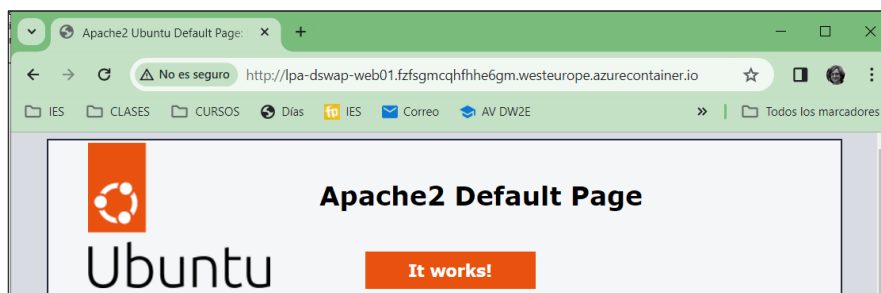 Apache2 Ubuntu Default Page:
No es seguro http://lpa-dswap-web01.fzfsgmcqhfhhe6gm.westeurope.azurecontainer.io
IES CLASES CURSOS Días fp IES Correo AV DW2E » Todos los marcadores
Apache2 Default Page
Ubuntu
It works!